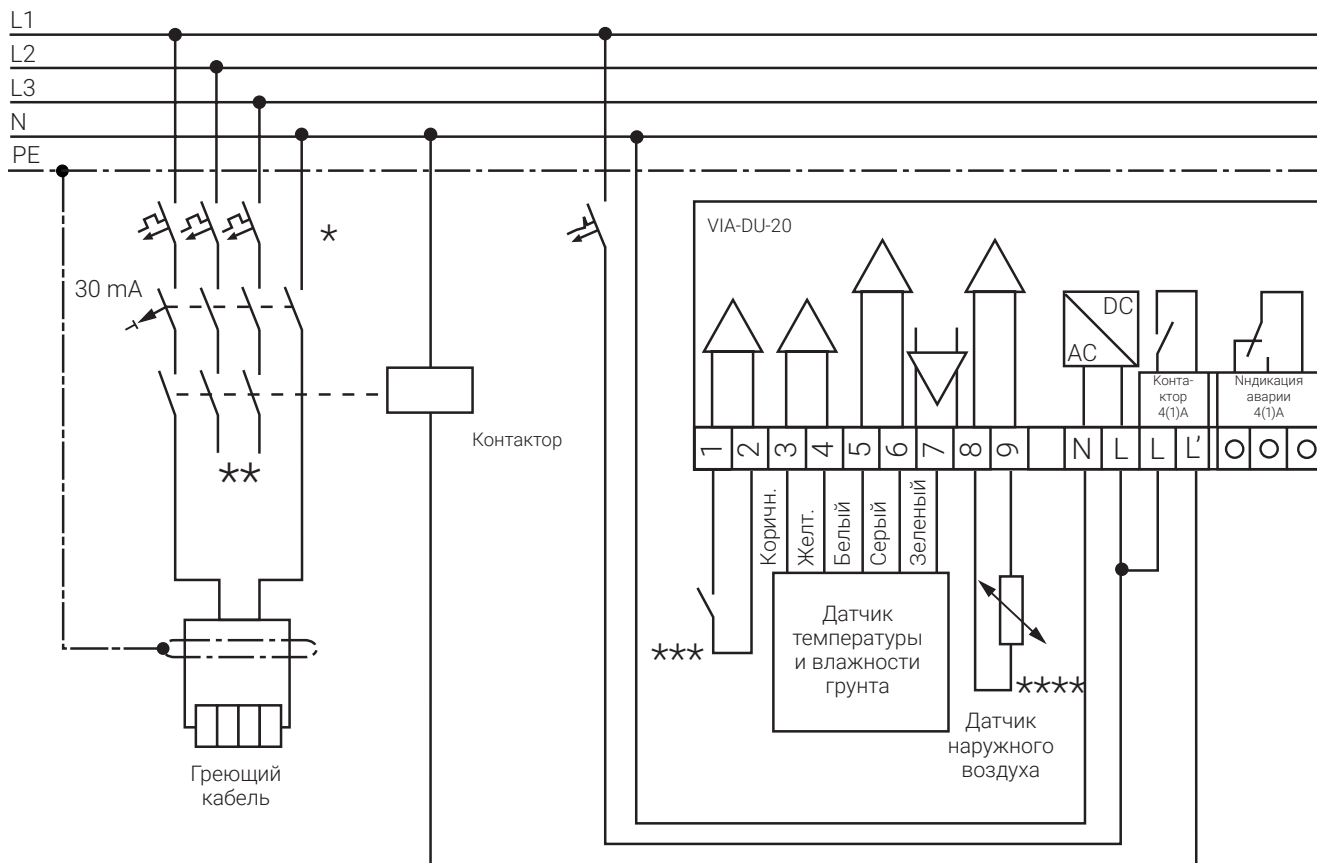 L1
L2
L3
N
PE
*
30 mA
VIA-DU-20
DC
AC
Конта-
ктор
4(1)А
Nндикация
аварии
4(1)А
Контактор
1 2 3 4 5 6 7 8 9 N L L L’ O O O
**
Коричн.
Желт.
Белый
Серый
Зеленый
Датчик
температуры
и влажности
грунта
***
****
Датчик
наружного
воздуха
Греющий
кабель